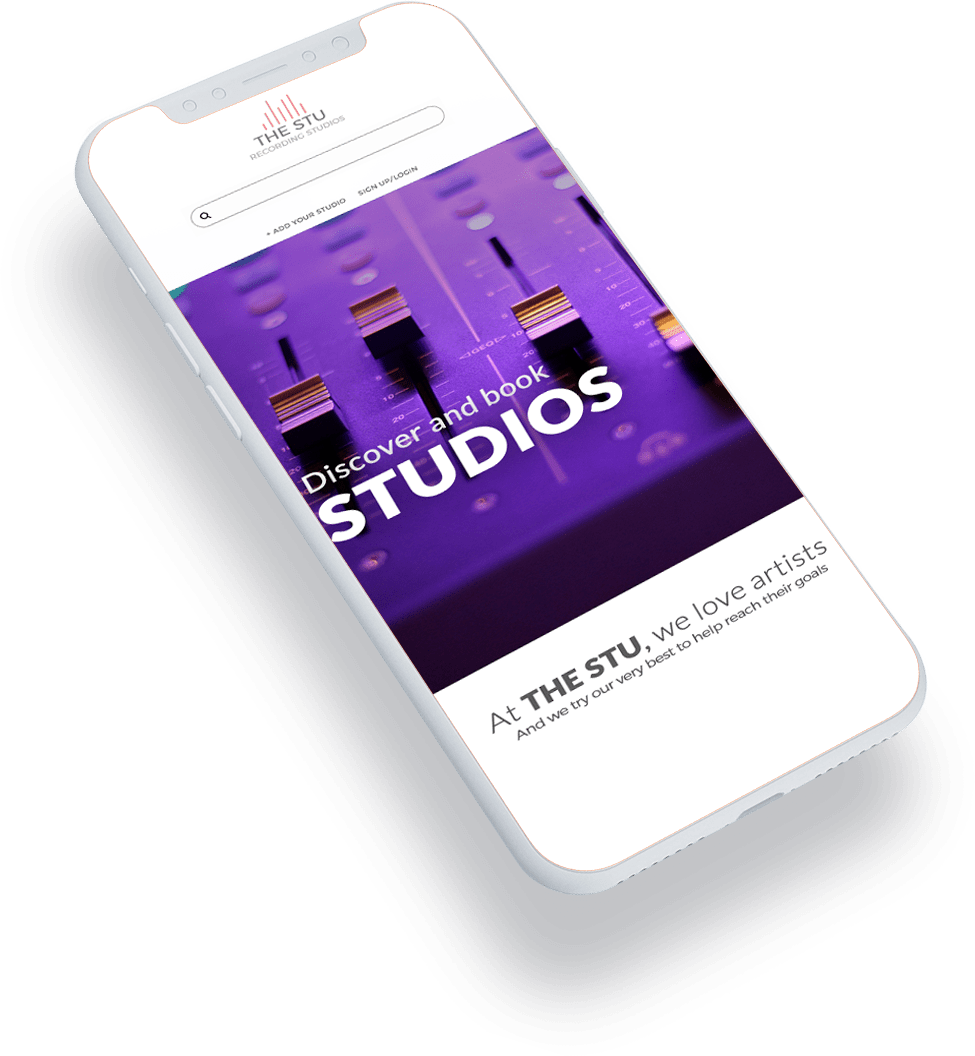 THE STU
RECORDING STUDIOS
+ ADD YOUR STUDIO SIGN UP/LOGIN
Discover and book
STUDIOS
At THE STU, we love artists
And we try our very best to help reach their goals